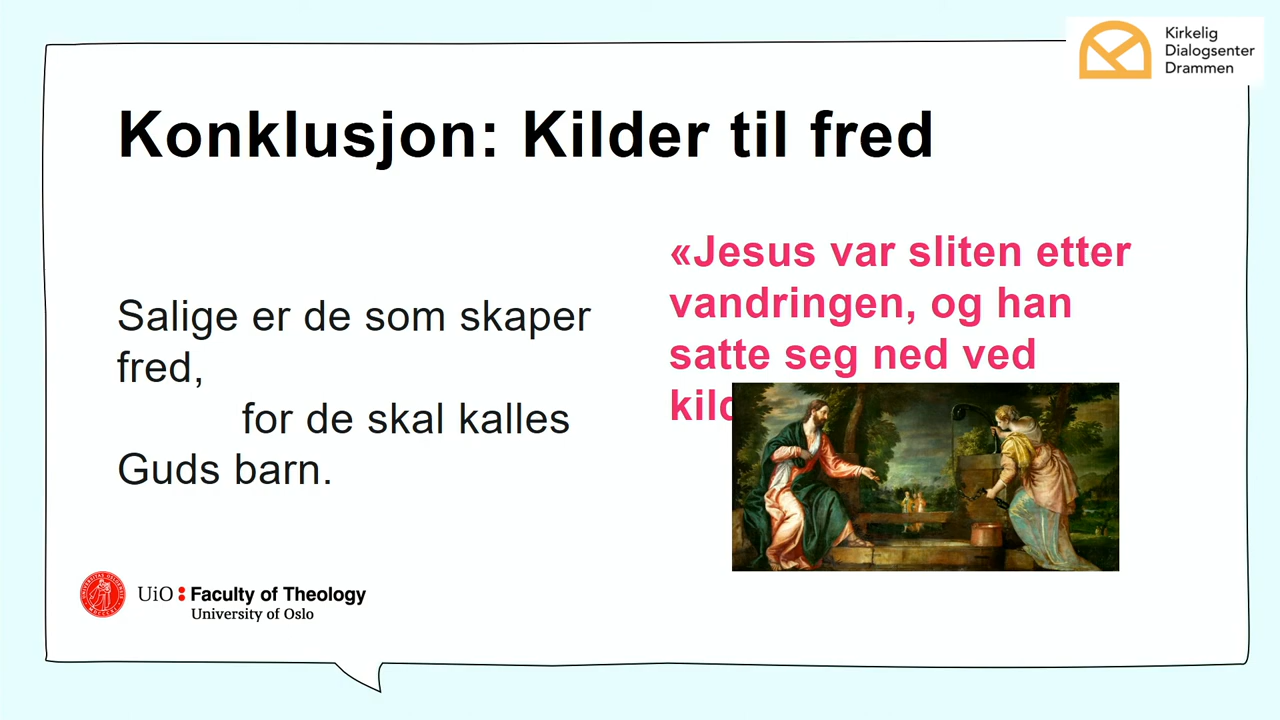 Kirkelig
Dialogsenter
Drammen
Konklusjon: Kilder til fred
Salige er de som skaper
fred,
for de skal kalles
Guds barn.
«Jesus var sliten etter
vandringen, og han
satte seg ned ved
UiO : Faculty of Theology
University of Oslo